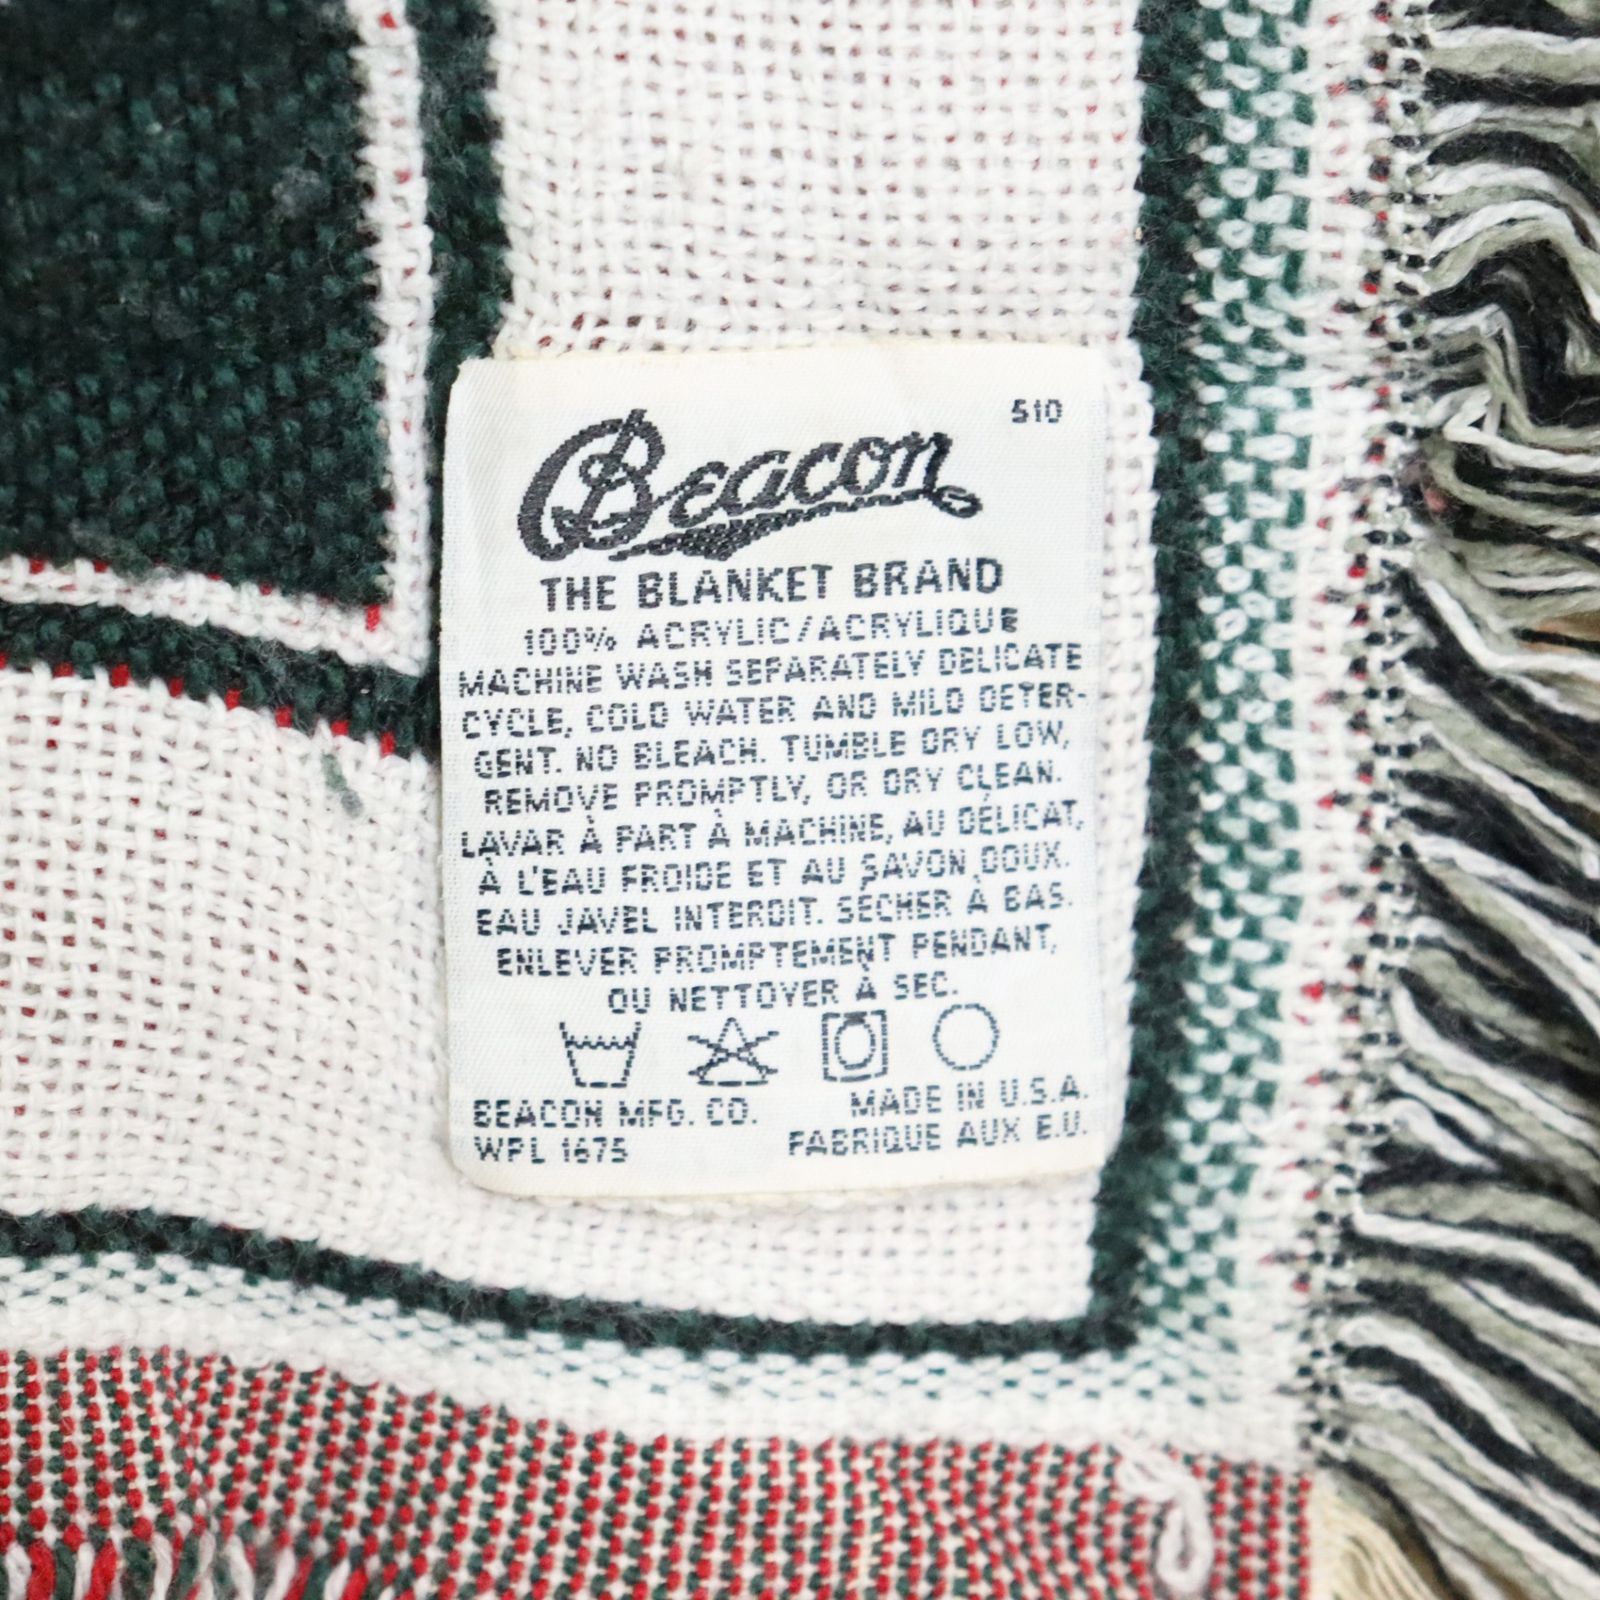 510
Beacon
THE BLANKET BRAND
100% ACRYLIC/ACRYLIQUE
MACHINE WASH SEPARATELY DELICATE
CYCLE, COLD WATER AND MILD DETER-
GENT. NO BLEACH. TUMBLE DRY LOW,
REMOVE PROMPTLY, OR DRY CLEAN.
LAVAR À PART À MACHINE, AU DÉLICAT,
À L'EAU FROIDE ET AU SAVON DOUX.
EAU JAVEL INTERDIT. SÉCHER À BAS.
ENLEVER PROMPTEMENT PENDANT,
OU NETTOYER À SEC.
BEACON MFG. CO. MADE IN U.S.A.
WPL 1675 FABRIQUE AUX E.U.